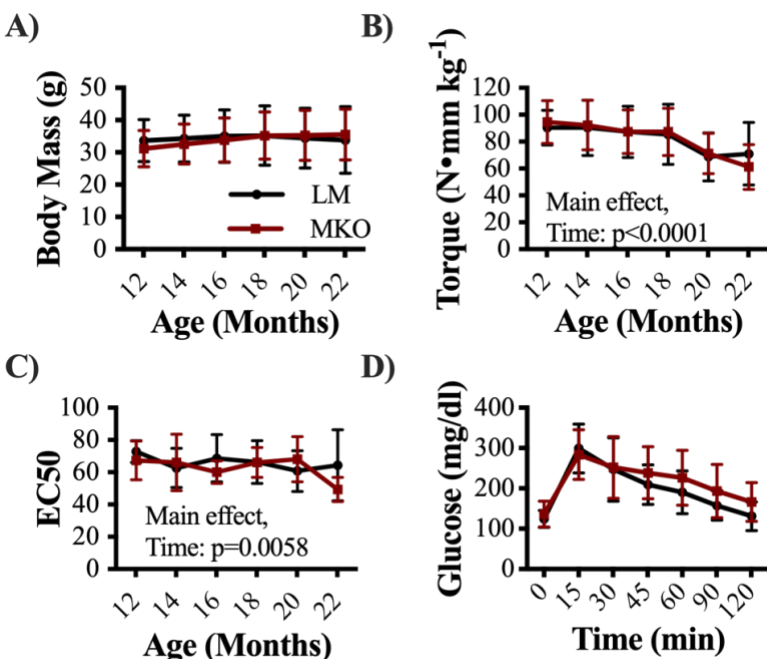 A)
Body Mass (g)
50
40
30
20
10
0
LM
MKO
12
14
16
18
20
22
Age (Months)
B)
Torque (N•mm kg⁻¹)
120
100
80
60
40
20
0
Main effect,
Time: p<0.0001
12
14
16
18
20
22
Age (Months)
C)
EC50
100
80
60
40
20
0
Main effect,
Time: p=0.0058
12
14
16
18
20
22
Age (Months)
D)
Glucose (mg/dl)
400
300
200
100
0
0
15
30
45
60
90
120
Time (min)